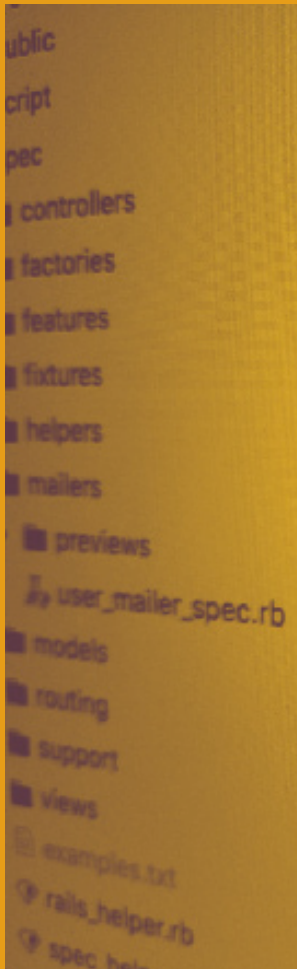 ublic
cript
pec
controllers
factories
features
fixtures
helpers
mailers
previews
user_mailer_spec.rb
models
routing
support
views
examples.txt
rails_helper.rb
spec_hel